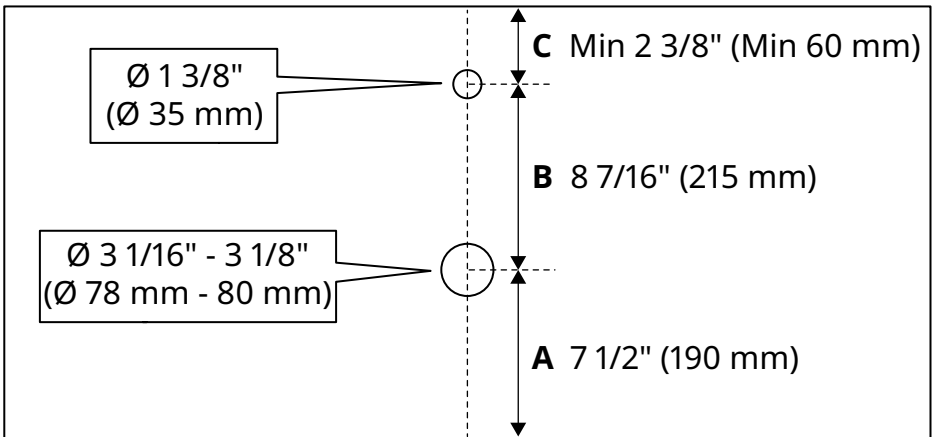 C Min 2 3/8" (Min 60 mm)
Ø 1 3/8"
(Ø 35 mm)
B 8 7/16" (215 mm)
Ø 3 1/16" - 3 1/8"
(Ø 78 mm - 80 mm)
A 7 1/2" (190 mm)